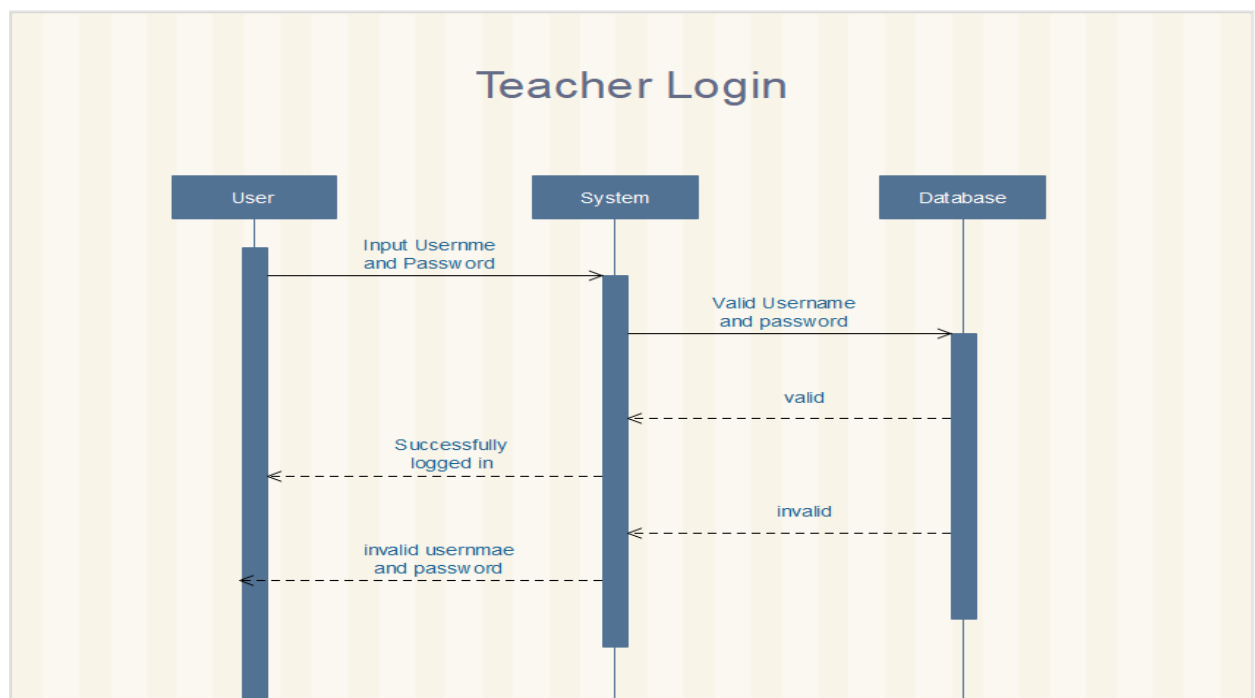 Teacher Login
User
System
Database
Input Usernme
and Password
Valid Username
and password
valid
Successfully
logged in
invalid
invalid usernmae
and password